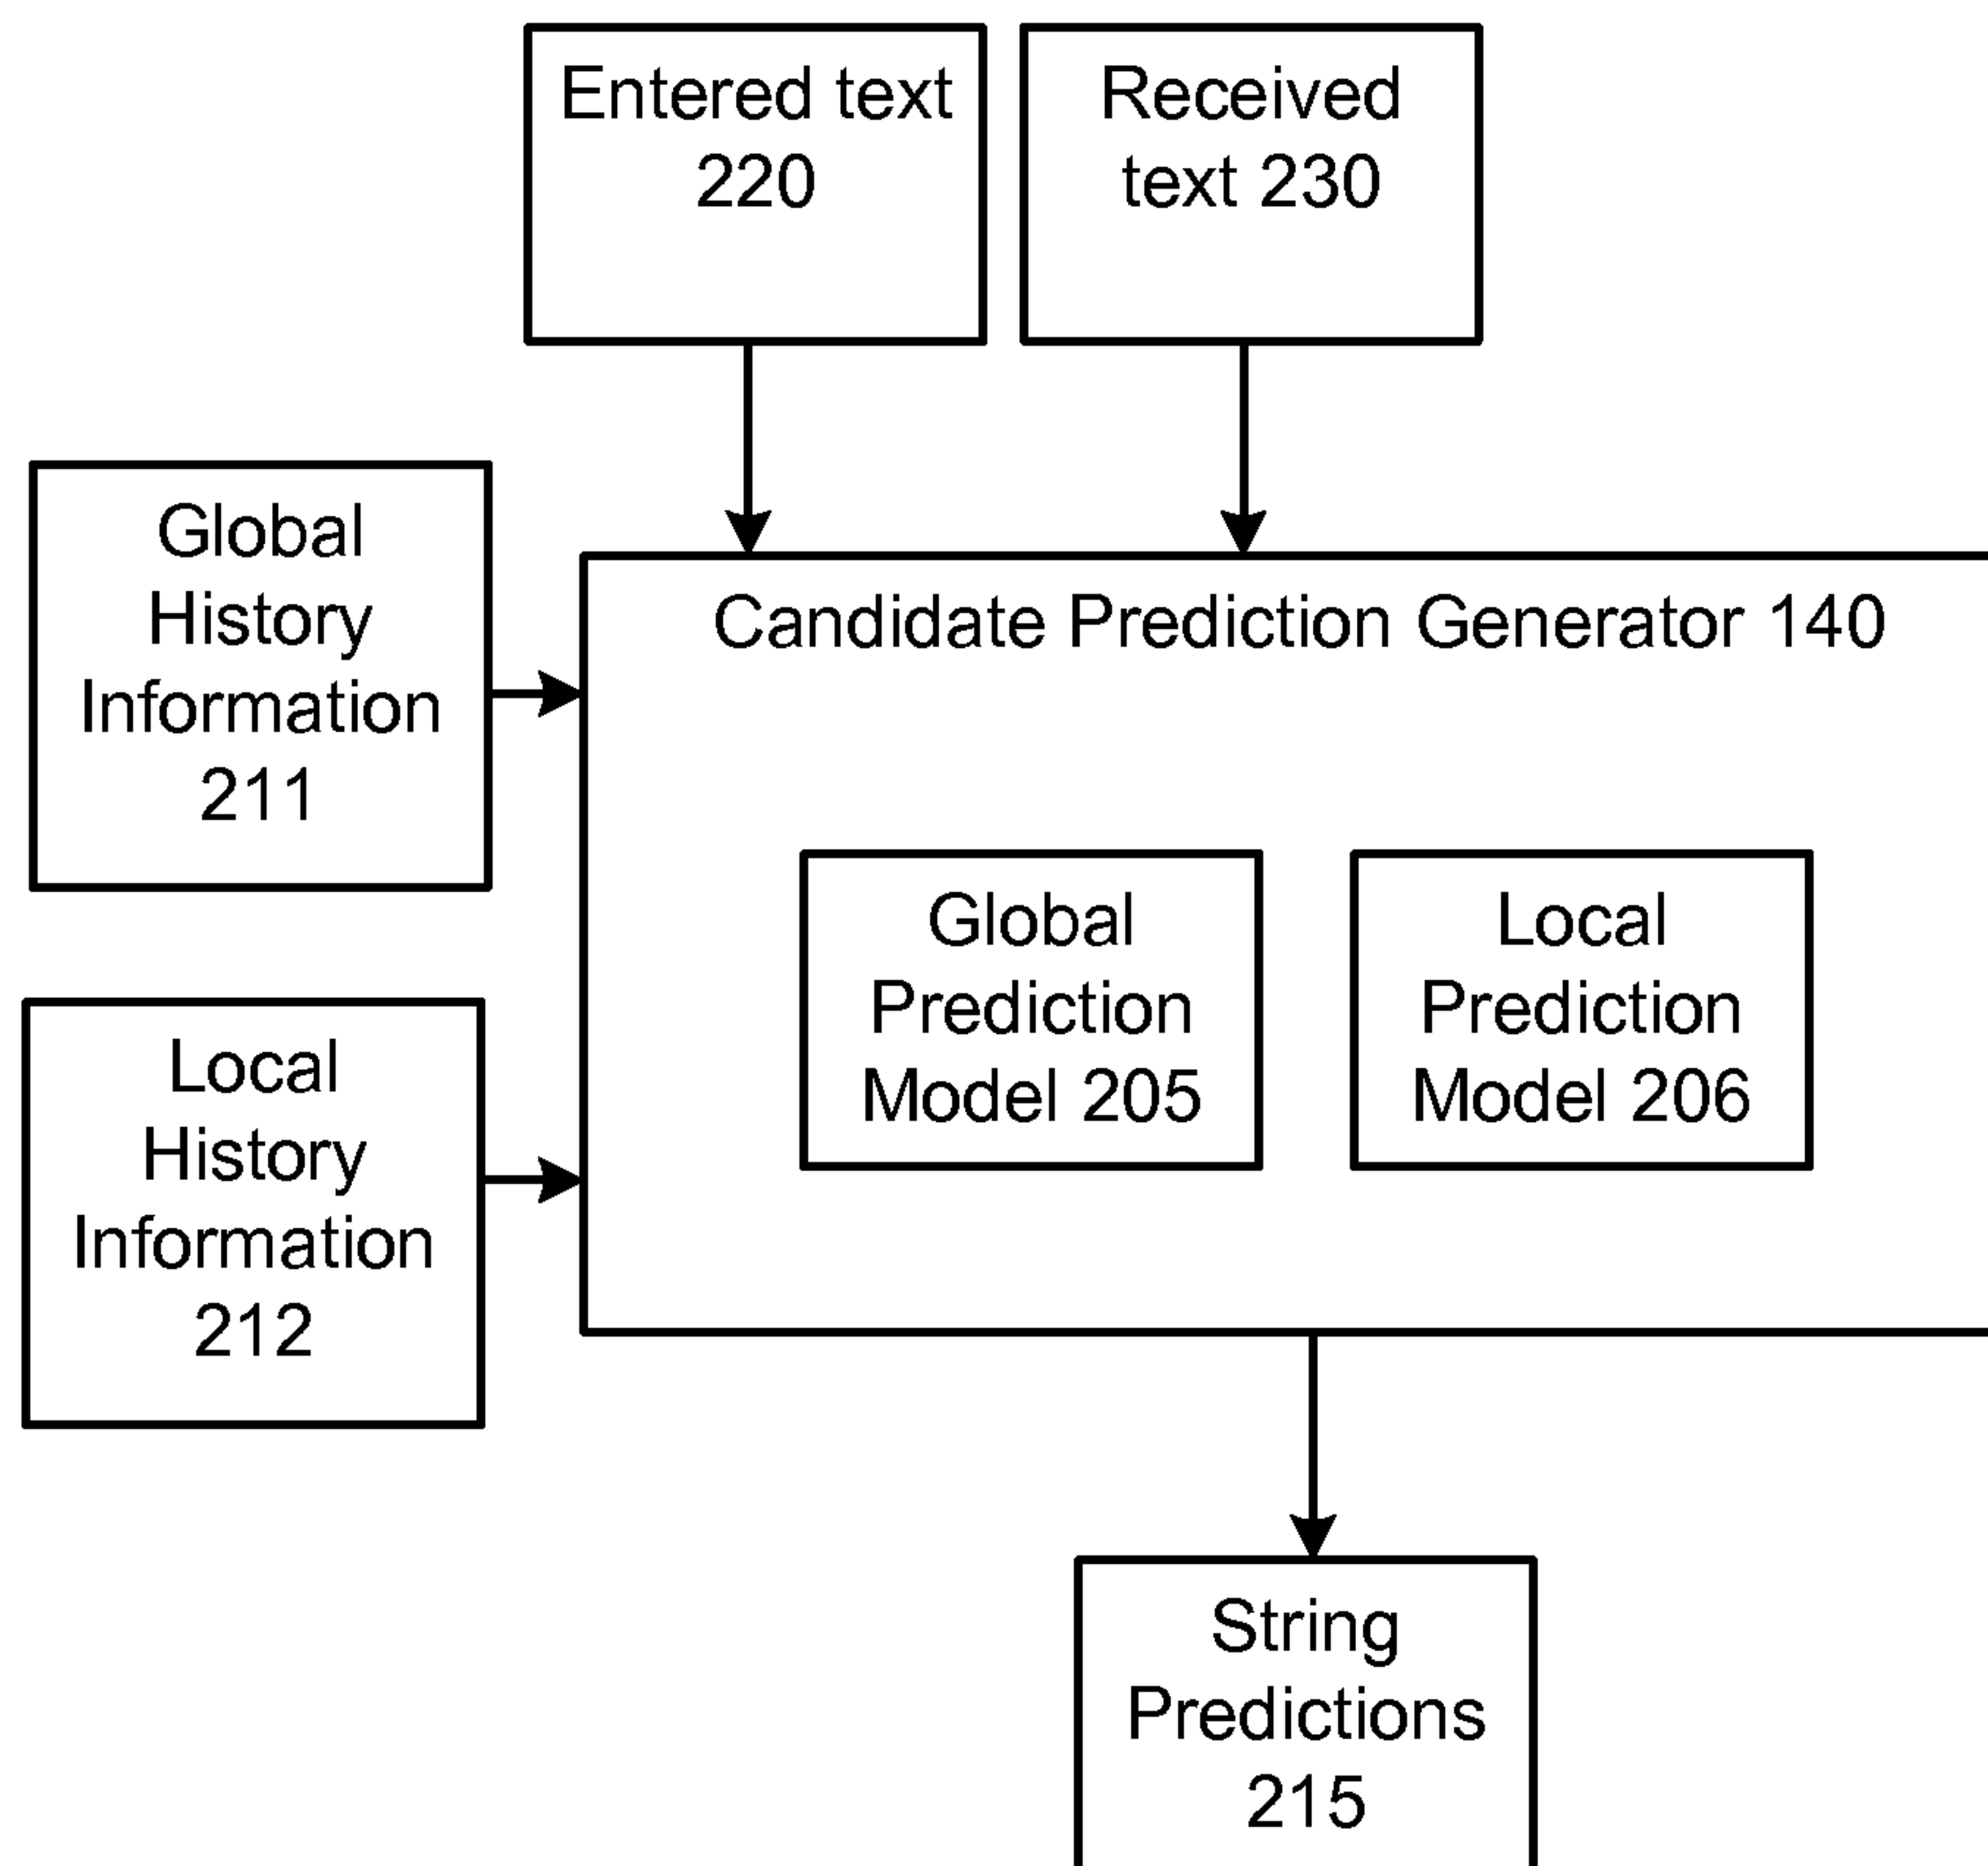 Entered text
220
Received
text 230
Global
History
Information
211
Candidate Prediction Generator 140
Global
Prediction
Model 205
Local
Prediction
Model 206
Local
History
Information
212
String
Predictions
215